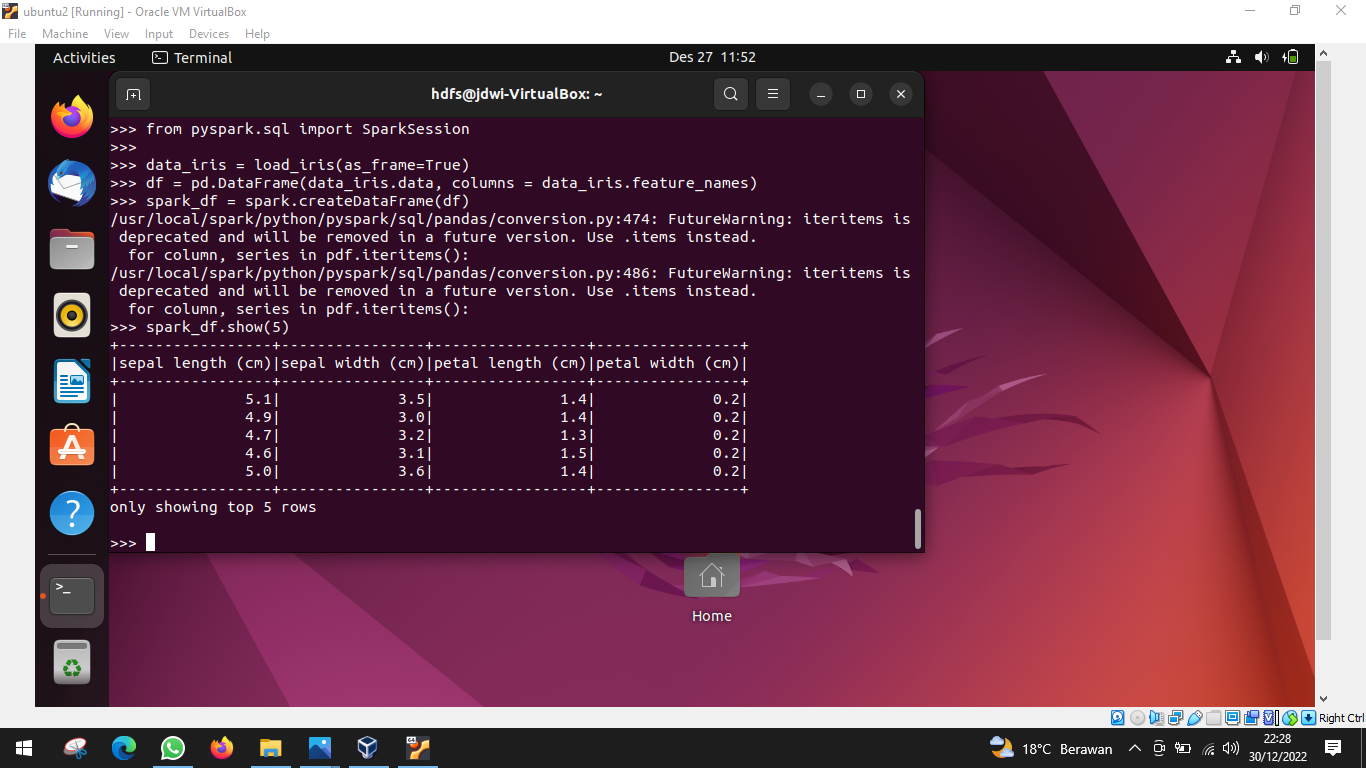 ubuntu2 [Running] - Oracle VM VirtualBox
File Machine View Input Devices Help
Activities Terminal Des 27 11:52
hdfs@jdwi-VirtualBox: ~
>>> from pyspark.sql import SparkSession
>>>
>>> data_iris = load_iris(as_frame=True)
>>> df = pd.DataFrame(data_iris.data, columns = data_iris.feature_names)
>>> spark_df = spark.createDataFrame(df)
/usr/local/spark/python/pyspark/sql/pandas/conversion.py:474: FutureWarning: iteritems is
 deprecated and will be removed in a future version. Use .items instead.
  for column, series in pdf.iteritems():
/usr/local/spark/python/pyspark/sql/pandas/conversion.py:486: FutureWarning: iteritems is
 deprecated and will be removed in a future version. Use .items instead.
  for column, series in pdf.iteritems():
>>> spark_df.show(5)
+-----------------+----------------+-----------------+----------------+
|sepal length (cm)|sepal width (cm)|petal length (cm)|petal width (cm)|
+-----------------+----------------+-----------------+----------------+
|              5.1|             3.5|              1.4|             0.2|
|              4.9|             3.0|              1.4|             0.2|
|              4.7|             3.2|              1.3|             0.2|
|              4.6|             3.1|              1.5|             0.2|
|              5.0|             3.6|              1.4|             0.2|
+-----------------+----------------+-----------------+----------------+
only showing top 5 rows
>>>
Home
Right Ctrl
18°C Berawan
22:28
30/12/2022